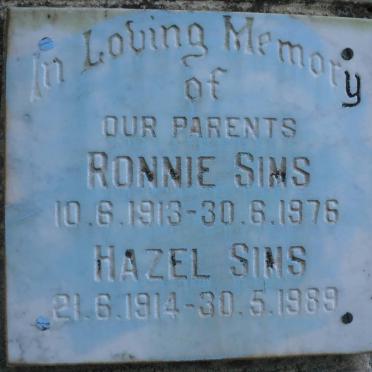 In Loving Memory
of
OUR PARENTS
RONNIE SIMS
10.6.1913-30.6.1976
HAZEL SIMS
21.6.1914-30.5.1989